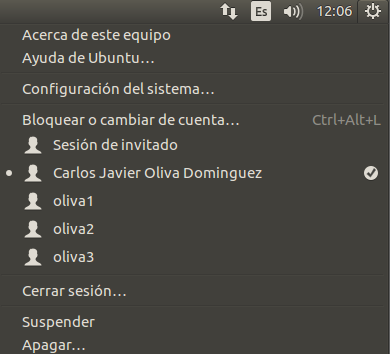 Es 12:06
Acerca de este equipo
Ayuda de Ubuntu...
Configuración del sistema...
Bloquear o cambiar de cuenta... Ctrl+Alt+L
Sesión de invitado
Carlos Javier Oliva Dominguez
oliva1
oliva2
oliva3
Cerrar sesión...
Suspender
Apagar...